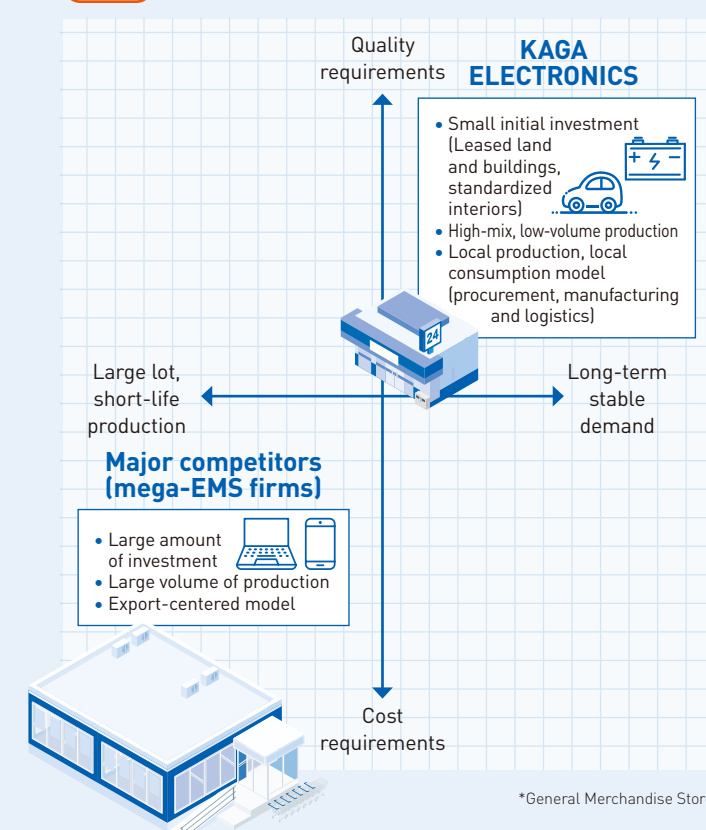 Quality
requirements
KAGA
ELECTRONICS
• Small initial investment
(Leased land
and buildings,
standardized
interiors)
• High-mix, low-volume production
• Local production, local
consumption model
(procurement, manufacturing
and logistics)
24
Large lot,
short-life
production
Long-term
stable
demand
Major competitors
(mega-EMS firms)
• Large amount
of investment
• Large volume of production
• Export-centered model
Cost
requirements
*General Merchandise Stor